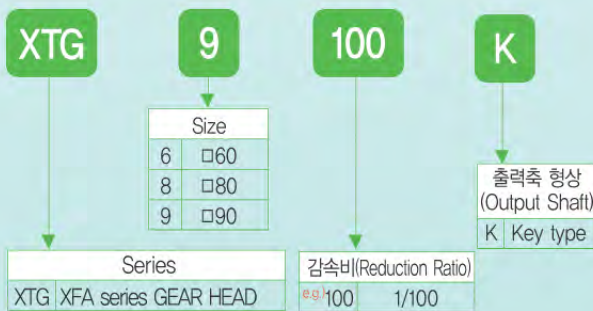 XTG 9 100 K
Size
6 □60
8 □80
9 □90
출력축 형상
(Output Shaft)
K Key type
Series
XTG XFA series GEAR HEAD
감속비(Reduction Ratio)
e.g.)100 1/100